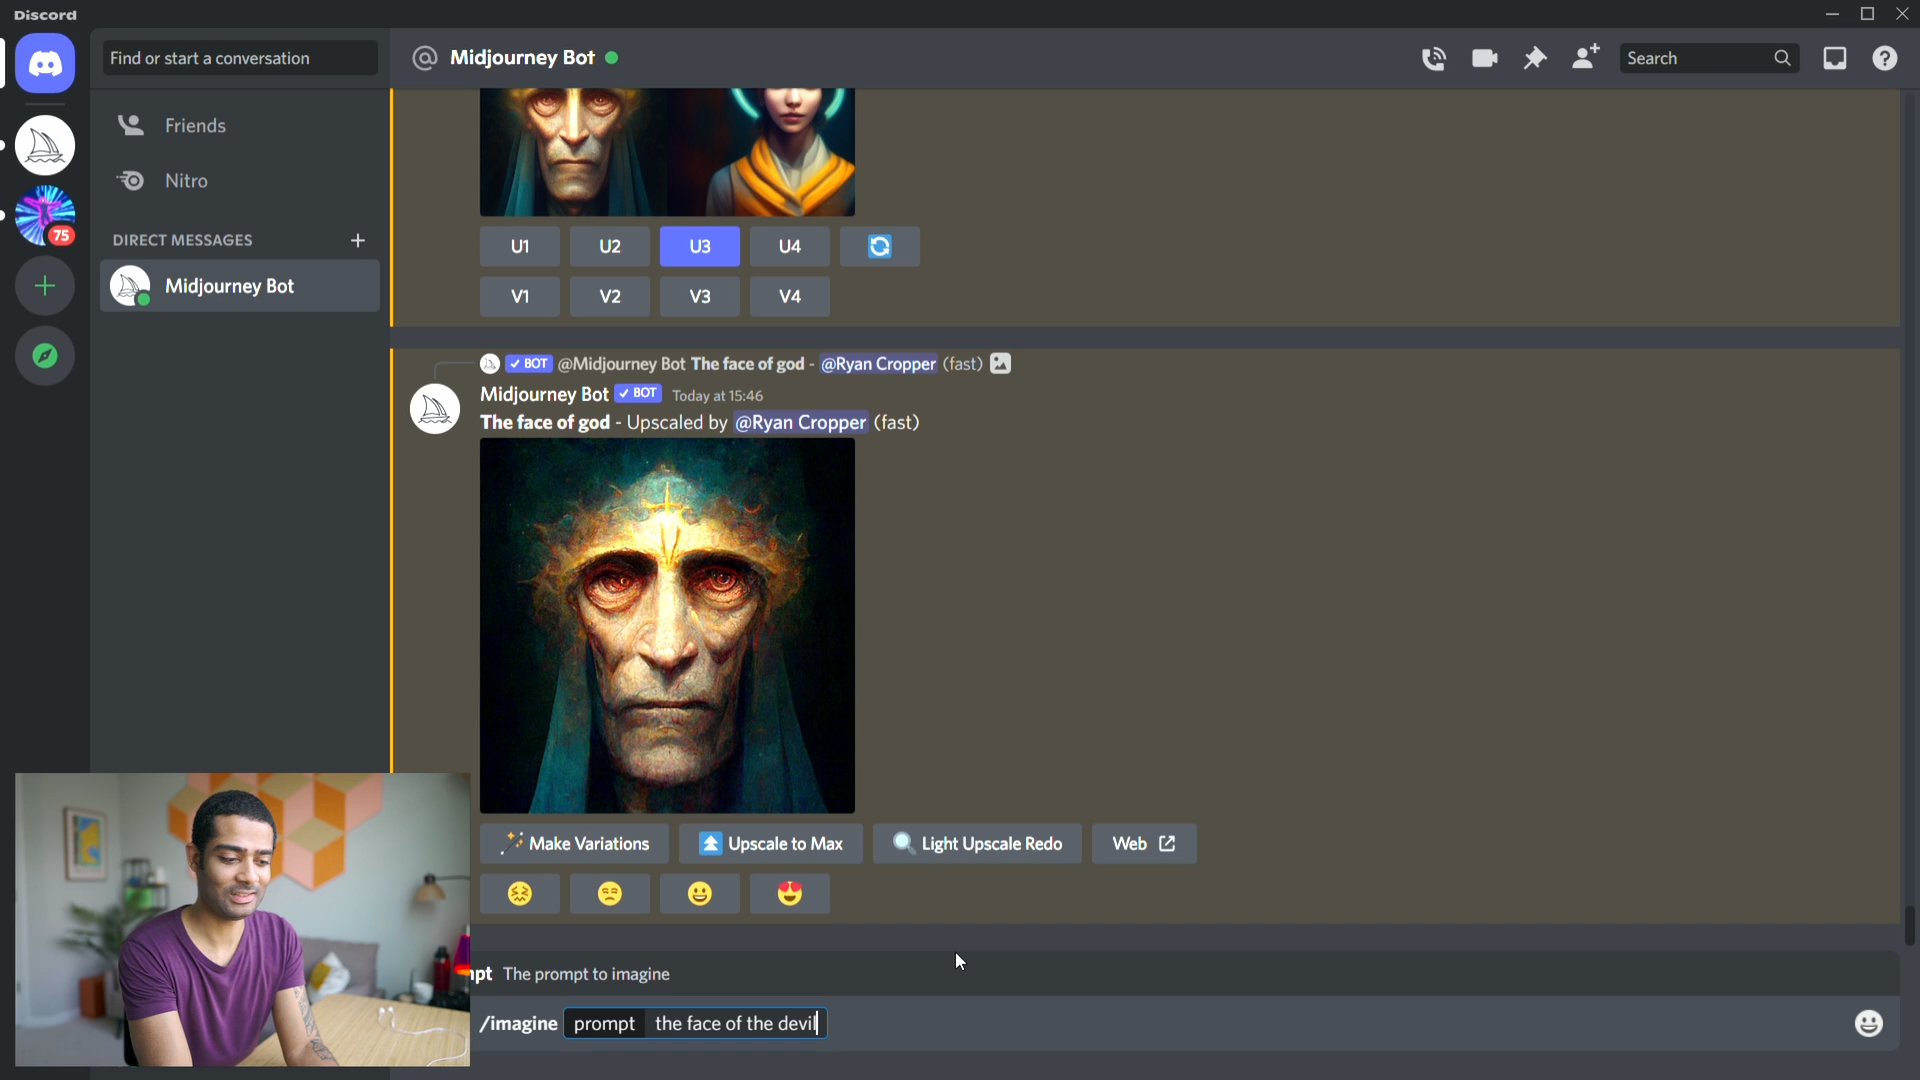 Discord
Find or start a conversation
Midjourney Bot
Search
Friends
Nitro
75
DIRECT MESSAGES
Midjourney Bot
U1 U2 U3 U4
V1 V2 V3 V4
BOT @Midjourney Bot The face of god - @Ryan Cropper (fast)
Midjourney Bot BOT Today at 15:46
The face of god - Upscaled by @Ryan Cropper (fast)
Make Variations Upscale to Max Light Upscale Redo Web
pt The prompt to imagine
/imagine prompt the face of the devil